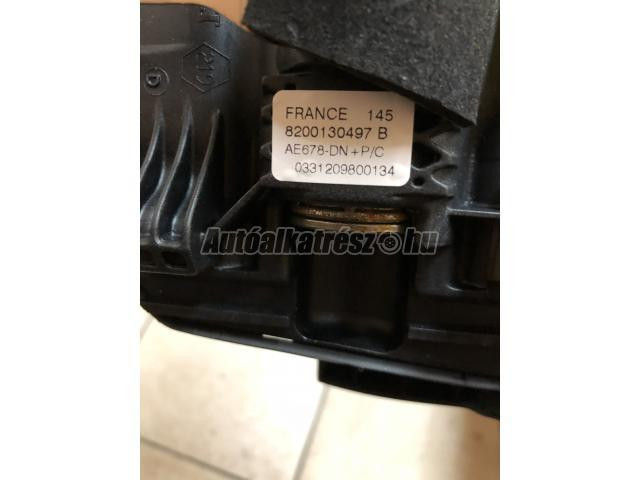 FRANCE 145
8200130497 B
AE678-DN+P/C
0331209800134
Autóalkatrész.hu